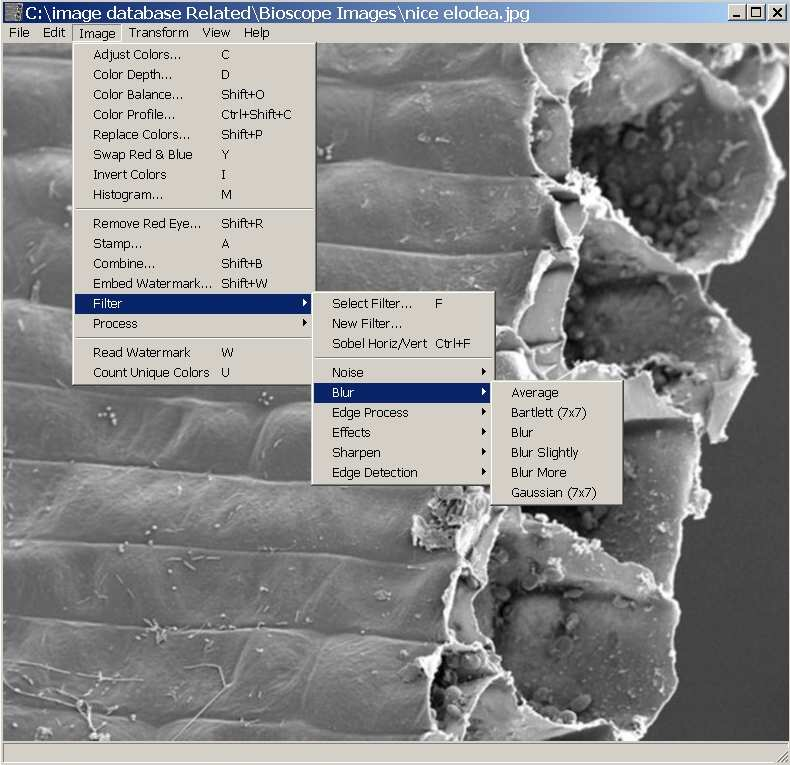 C:\image database Related\Bioscope Images\nice elodea.jpg
File Edit Image Transform View Help
Adjust Colors... C
Color Depth... D
Color Balance... Shift+O
Color Profile... Ctrl+Shift+C
Replace Colors... Shift+P
Swap Red & Blue Y
Invert Colors I
Histogram... M
Remove Red Eye... Shift+R
Stamp... A
Combine... Shift+B
Embed Watermark... Shift+W
Filter
Process
Read Watermark W
Count Unique Colors U
Select Filter... F
New Filter...
Sobel Horiz/Vert Ctrl+F
Noise
Blur
Edge Process
Effects
Sharpen
Edge Detection
Average
Bartlett (7x7)
Blur
Blur Slightly
Blur More
Gaussian (7x7)